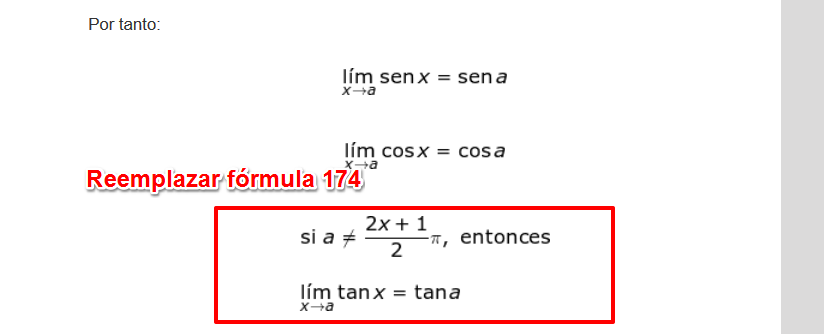 Por tanto:
lím sen x = sen a
x→a
lím cos x = cos a
x→a
Reemplazar fórmula 174
si a ≠ 2x + 1 / 2 π, entonces
lím tan x = tan a
x→a